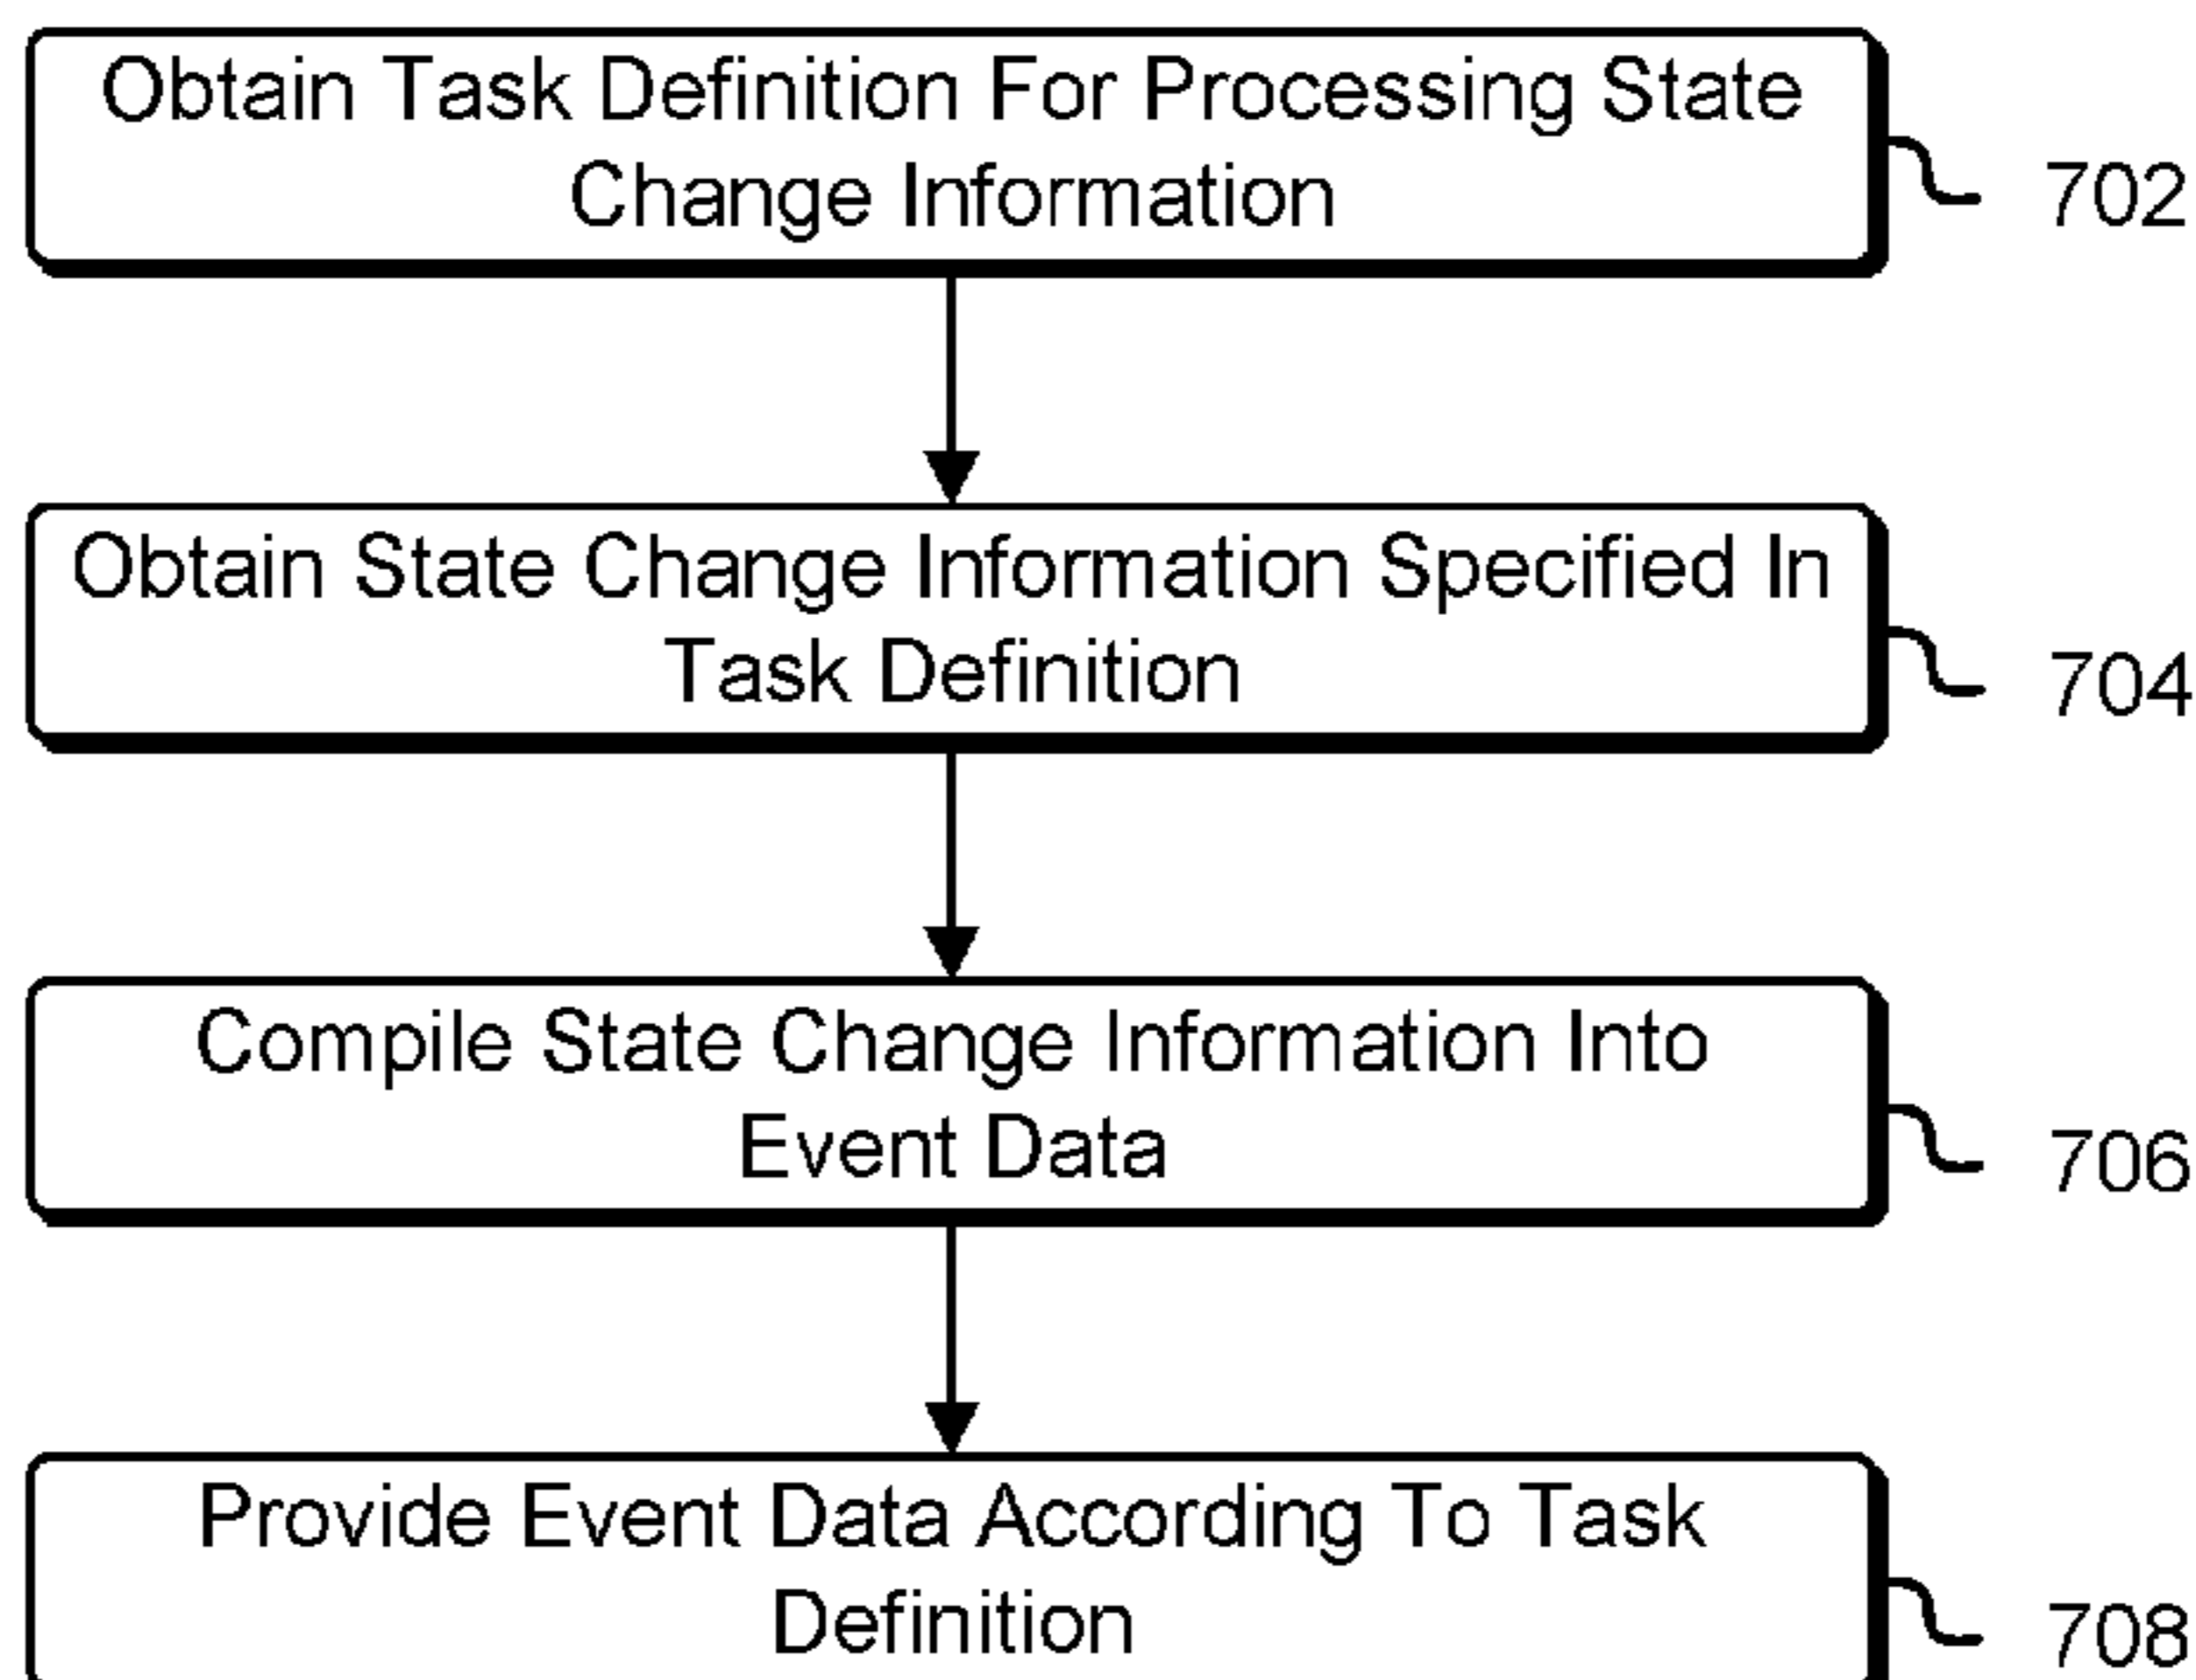 Obtain Task Definition For Processing State
Change Information
702
Obtain State Change Information Specified In
Task Definition
704
Compile State Change Information Into
Event Data
706
Provide Event Data According To Task
Definition
708